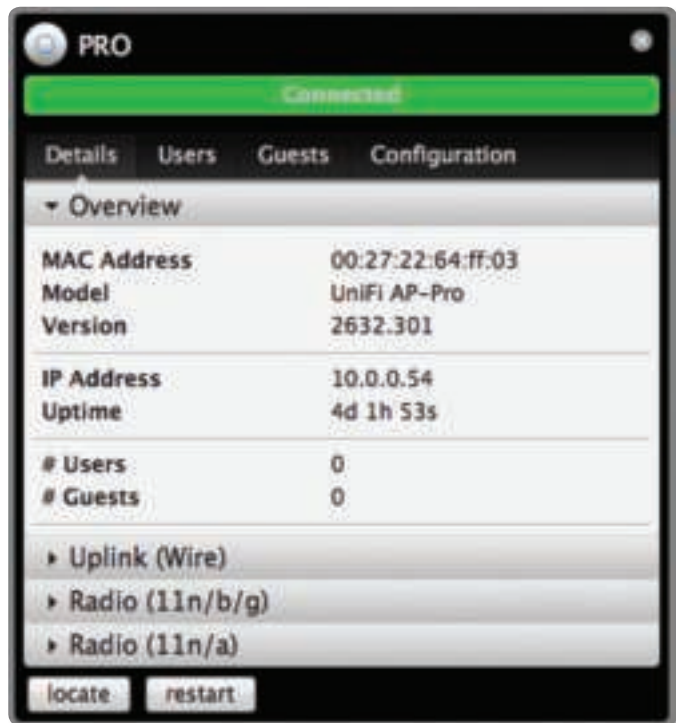 PRO
Connected
Details Users Guests Configuration
Overview
MAC Address 00:27:22:64:ff:03
Model UniFi AP-Pro
Version 2632.301
IP Address 10.0.0.54
Uptime 4d 1h 53s
# Users 0
# Guests 0
Uplink (Wire)
Radio (11n/b/g)
Radio (11n/a)
locate restart